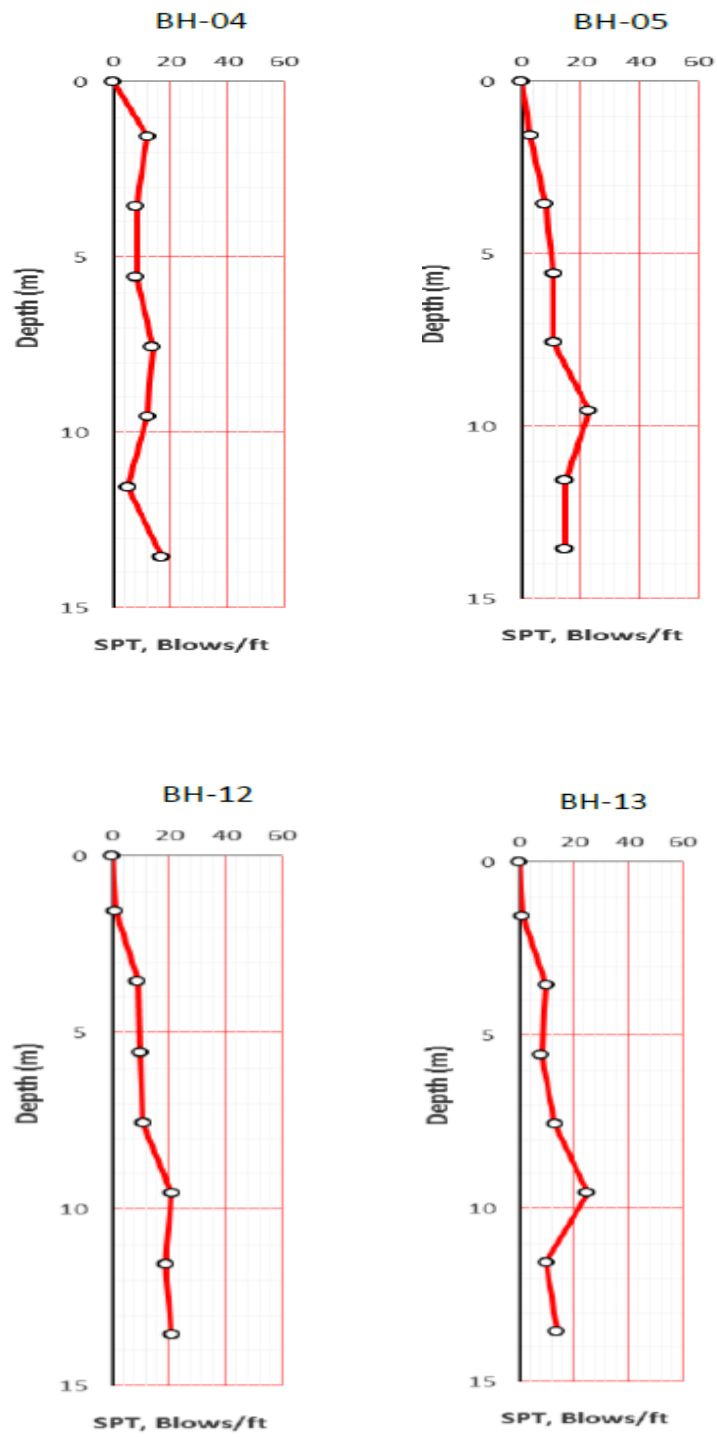 BH-04
0 20 40 60
0
5
10
15
Depth (m)
SPT, Blows/ft
BH-05
0 20 40 60
0
5
10
15
Depth (m)
SPT, Blows/ft
BH-12
0 20 40 60
0
5
10
15
Depth (m)
SPT, Blows/ft
BH-13
0 20 40 60
0
5
10
15
Depth (m)
SPT, Blows/ft